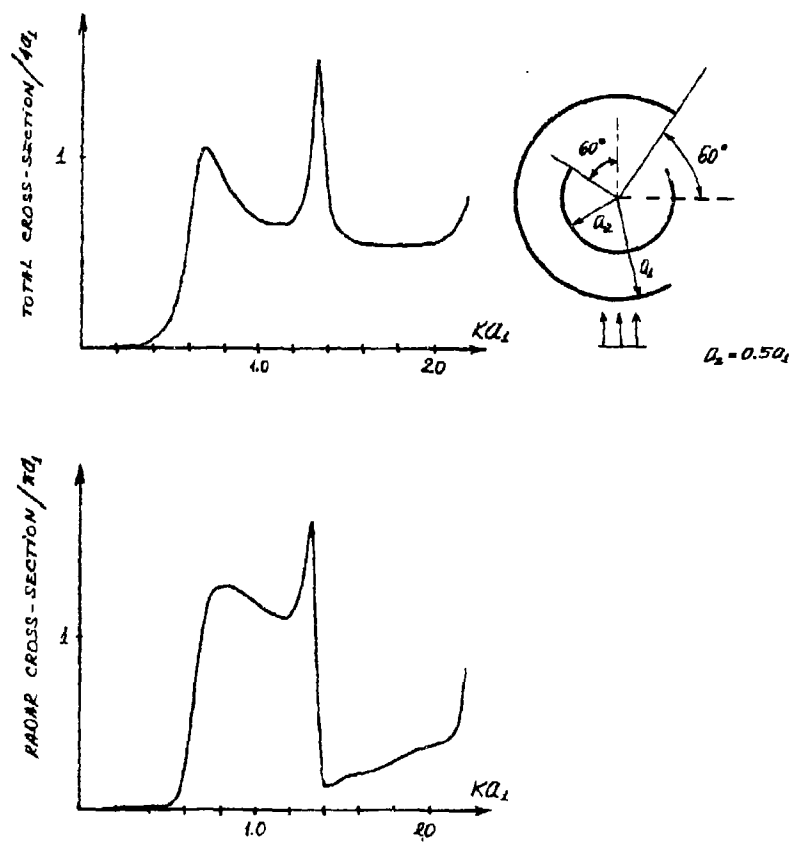 TOTAL CROSS-SECTION/4a₁
1
1.0
2.0
Ka₁
60°
60°
a₂
a₁
a₂ = 0.5a₁
RADAR CROSS-SECTION/πa₁
1
1.0
2.0
Ka₁